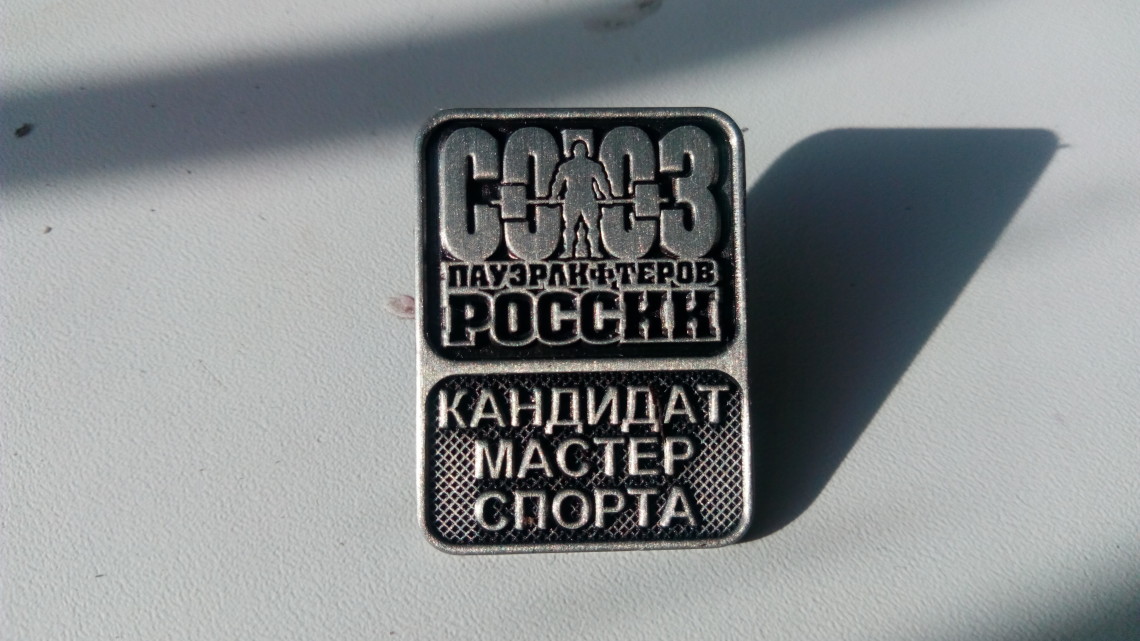 СОЮЗ
ПАУЭРЛИФТЕРОВ
РОССИИ
КАНДИДАТ
МАСТЕР
СПОРТА